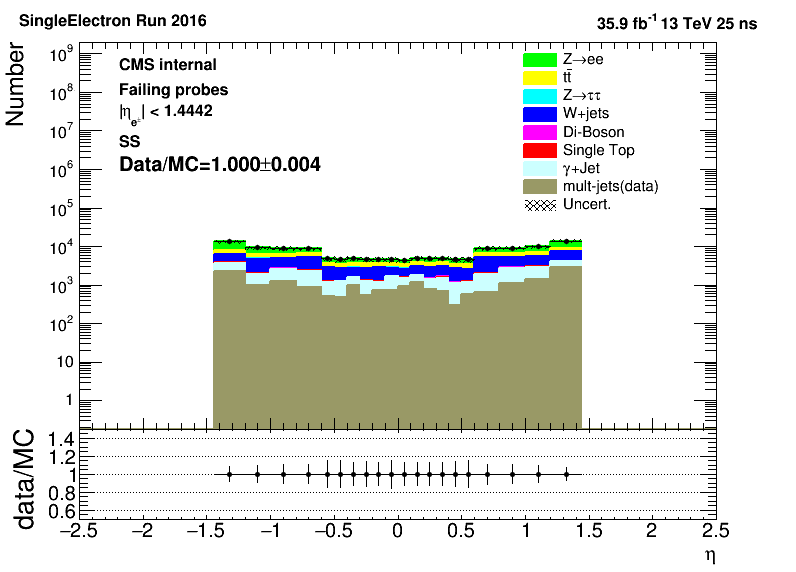 SingleElectron Run 2016
35.9 fb⁻¹ 13 TeV 25 ns
Number
CMS internal
Failing probes
|η_e±| < 1.4442
SS
Data/MC=1.000±0.004
Z→ee
tt̄
Z→ττ
W+jets
Di-Boson
Single Top
γ+Jet
mult-jets(data)
Uncert.
10⁹
10⁸
10⁷
10⁶
10⁵
10⁴
10³
10²
10
1
data/MC
1.4
1.2
1
0.8
0.6
−2.5 −2 −1.5 −1 −0.5 0 0.5 1 1.5 2 2.5
η